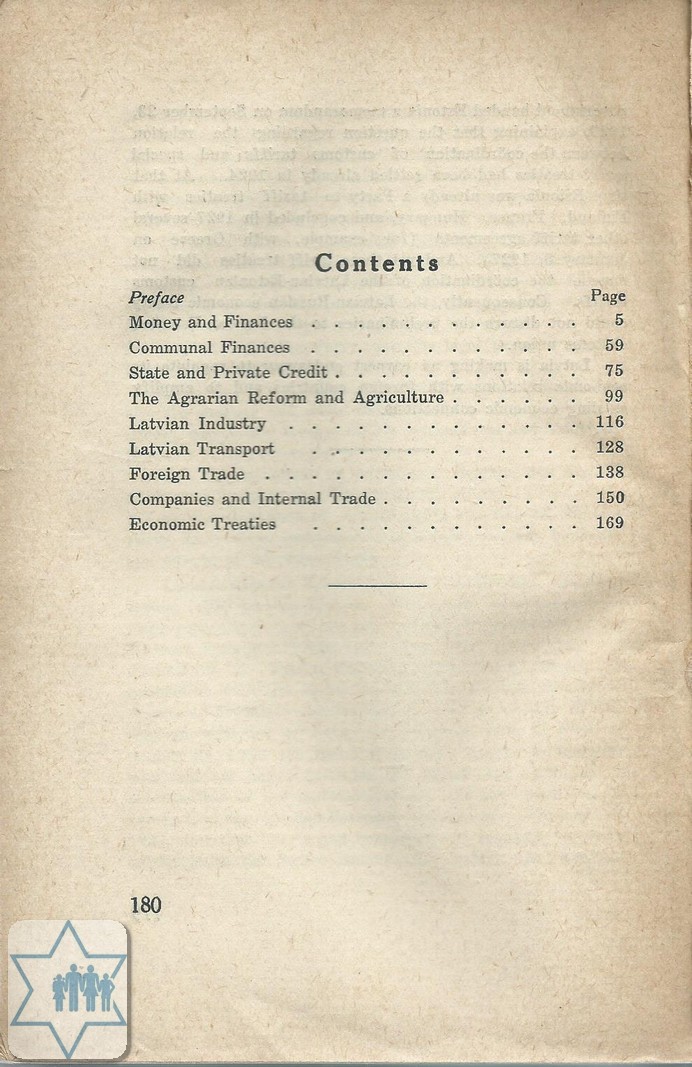 Contents
Preface Page
Money and Finances . . . . . . . . . . . . 5
Communal Finances . . . . . . . . . . . . 59
State and Private Credit . . . . . . . . . . . 75
The Agrarian Reform and Agriculture . . . . . . 99
Latvian Industry . . . . . . . . . . . . . 116
Latvian Transport . . . . . . . . . . . . 128
Foreign Trade . . . . . . . . . . . . . . 138
Companies and Internal Trade . . . . . . . . . 150
Economic Treaties . . . . . . . . . . . . 169
180